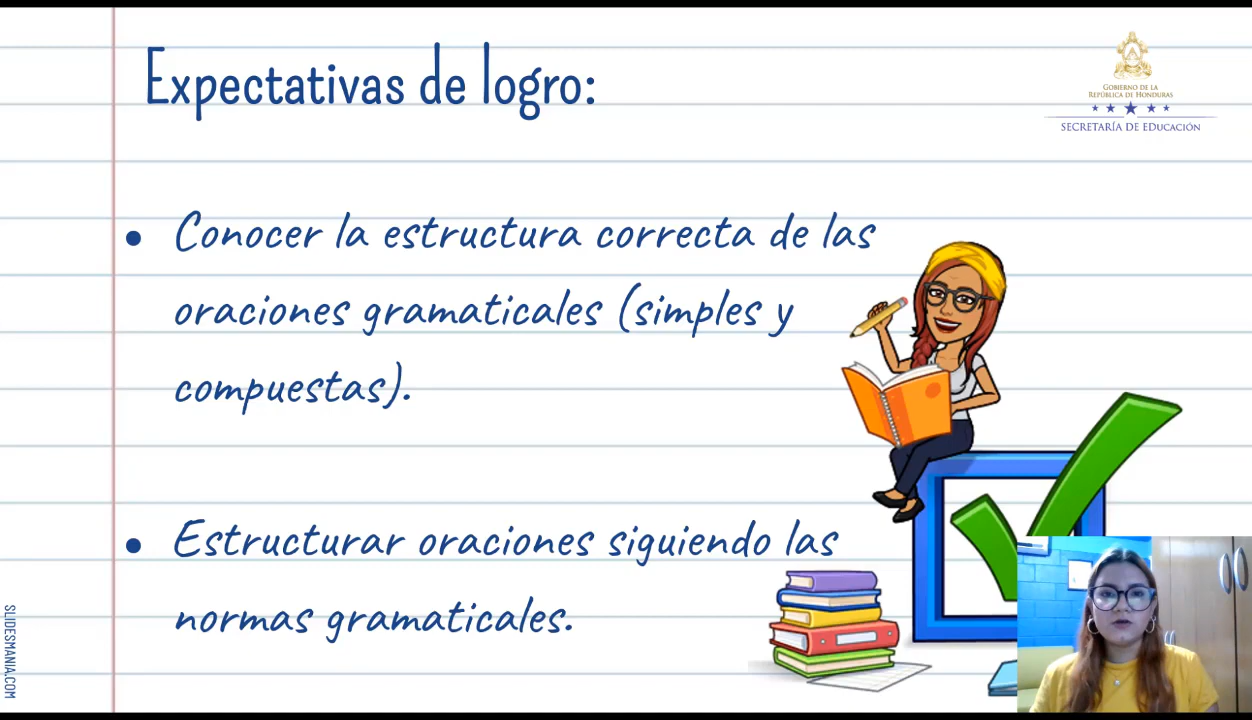 Expectativas de logro:
GOBIERNO DE LA
REPÚBLICA DE HONDURAS
SECRETARÍA DE EDUCACIÓN
• Conocer la estructura correcta de las
oraciones gramaticales (simples y
compuestas).
• Estructurar oraciones siguiendo las
normas gramaticales.
SLIDESMANIA.COM